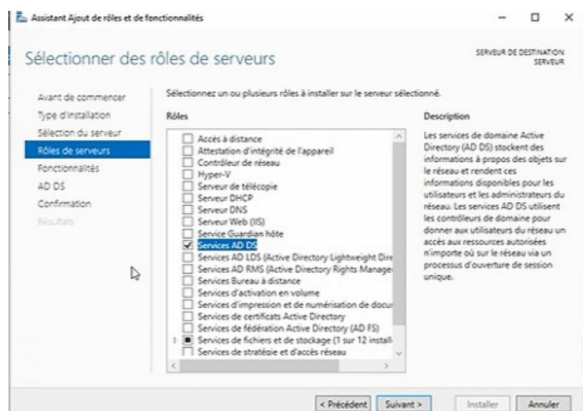 Assistant Ajout de rôles et de fonctionnalités
Sélectionner des rôles de serveurs
SERVEUR DE DESTINATION
SERVEUR
Avant de commencer
Type d'installation
Sélection du serveur
Rôles de serveurs
Fonctionnalités
AD DS
Confirmation
Résultats
Sélectionnez un ou plusieurs rôles à installer sur le serveur sélectionné.
Rôles
Accès à distance
Attestation d'intégrité de l'appareil
Contrôleur de réseau
Hyper-V
Serveur de télécopie
Serveur DHCP
Serveur DNS
Serveur Web (IIS)
Service Guardian hôte
Services AD DS
Services AD LDS (Active Directory Lightweight Dire
Services AD RMS (Active Directory Rights Manage
Services Bureau à distance
Services d'activation en volume
Services d'impression et de numérisation de docu
Services de certificats Active Directory
Services de fédération Active Directory (AD FS)
Services de fichiers et de stockage (1 sur 12 install
Services de stratégie et d'accès réseau
Description
Les services de domaine Active
Directory (AD DS) stockent des
informations à propos des objets sur
le réseau et rendent ces
informations disponibles pour les
utilisateurs et les administrateurs du
réseau. Les services AD DS utilisent
les contrôleurs de domaine pour
donner aux utilisateurs du réseau un
accès aux ressources autorisées
n'importe où sur le réseau via un
processus d'ouverture de session
unique.
< Précédent
Suivant >
Installer
Annuler